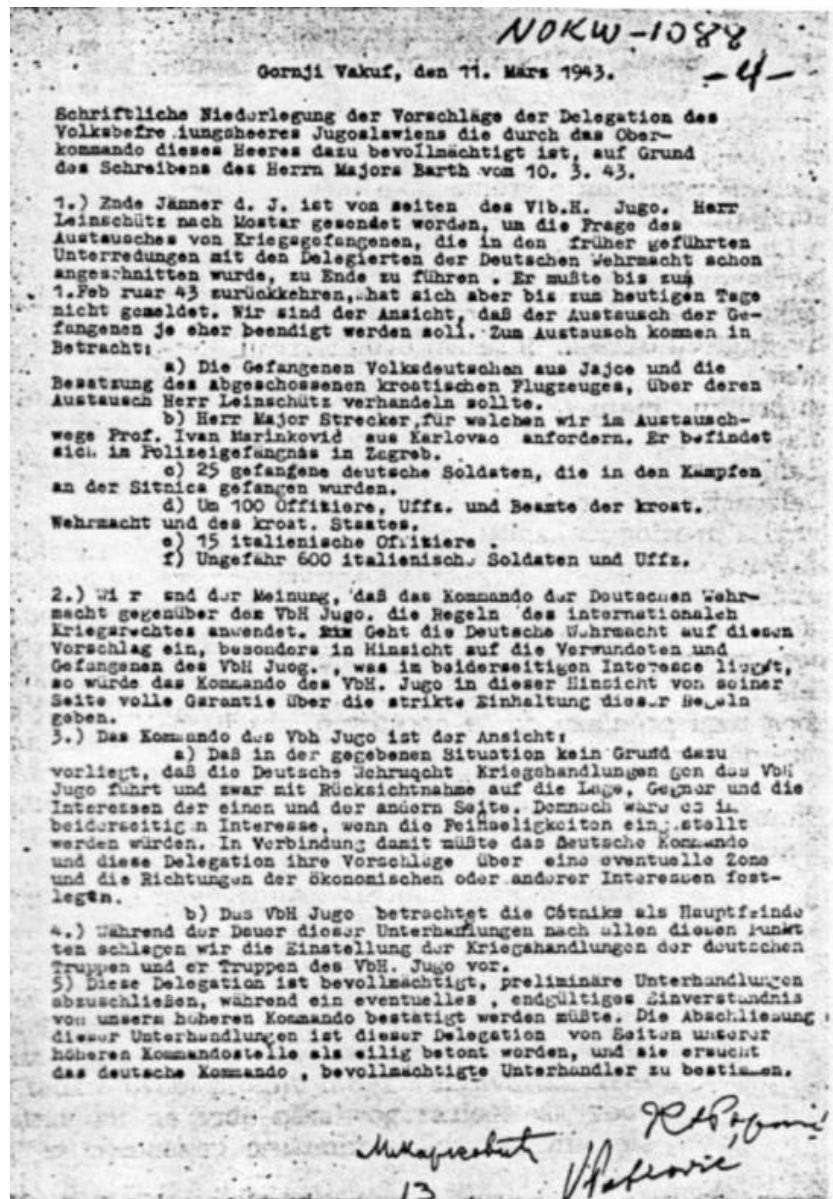 NOKW-1088
-4-
Gornji Vakuf, den 11. März 1943.
Schriftliche Niederlegung der Vorschläge der Delegation des
Volksbefre iungsheeres Jugoslawiens die durch das Ober-
kommando dieses Heeres dazu bevollmächtigt ist, auf Grund
des Schreibens des Herrn Majors Barth vom 10. 3. 43.
1.) Ende Jänner d. J. ist von seiten des Vlb.H. Jugo. Herr
Leinschütz nach Mostar gesendet worden, um die Frage des
Austausches von Kriegsgefangenen, die in den früher geführten
Unterredungen mit den Delegierten der Deutschen Wehrmacht schon
angeschnitten wurde, zu Ende zu führen . Er mußte bis zum
1.Feb ruar 43 zurückkehren, hat sich aber bis zum heutigen Tage
nicht gemeldet. Wir sind der Ansicht, daß der Austausch der Ge-
fangenen je eher beendigt werden soll. Zum Austausch kommen in
Betracht:
a) Die Gefangenen Volksdeutschen aus Jajce und die
Besatzung des abgeschossenen kroatischen Flugzeuges, über deren
Austausch Herr Leinschütz verhandeln sollte.
b) Herr Major Strecker,für welchen wir im Austausch-
wege Prof. Ivan Marinković aus Karlovac anfordern. Er befindet
sich im Polizeigefängnas in Zagreb.
c) 25 gefangene deutsche Soldaten, die in den Kämpfen
an der Sitnica gefangen wurden.
d) Um 100 Offiziere, Uffz. und Beamte der kroat.
Wehrmacht und des kroat. Staates.
e) 15 italienische Offiziere .
f) Ungefähr 600 italienische Soldaten und Uffz.
2.) Wi r snd der Meinung, daß das Kommando der Deutschen Wehr-
macht gegenüber dem VbH Jugo. die Regeln des internationaleh
Kriegsrechtes anwendet. Geht die Deutsche Wehrmacht auf diesen
Vorschlag ein, besonders in Hinsicht auf die Verwundeten und
Gefangenen des VbH Juog. , was im beiderseitigen Interesse liegt,
so würde das Kommando des VbH. Jugo in dieser Hinsicht von seiner
Seite volle Garantie über die strikte Einhaltung dieser Regeln
geben.
3.) Das Kommando des Vbh Jugo ist der Ansicht:
a) Daß in der gegebenen Situation kein Grund dazu
vorliegt, daß die Deutsche Wehrmacht Kriegshandlungen gen das VbH
Jugo führt und zwar mit Rücksichtnahme auf die Lage, Gegner und die
Interessen der einen und der andern Seite. Demnach wäre es im
beiderseitigen Interesse, wenn die Feinseligkeiton eingestellt
werden würden. In Verbindung damit müßte das deutsche Kommando
und diese Delegation ihre Vorschläge über eine eventuelle Zone
und die Richtungen der ökonomischen oder anderer Interessen fest-
legen.
b) Das VbH Jugo betrachtet die Cötniks als Hauptfeinde
4.) Während der Dauer dieser Unterhandlungen nach allen diesen Punkt
ten schlagen wir die Einstellung der Kriegshandlungen der deutschen
Truppen und er Truppen des VbH. Jugo vor.
5) Diese Delegation ist bevollmächtigt, preliminäre Unterhandlungen
abzuschließen, während ein eventuelles , endgültiges Einverständnis
von unserm höheren Kommando bestätigt werden müßte. Die Abschliesung
dieser Unterhandlungen ist dieser Delegation von Seiten unserer
höheren Kommandostelle als eilig betont worden, und sie ersucht
das deutsche Kommando , bevollmächtigte Unterhändler zu bestimmen.
13